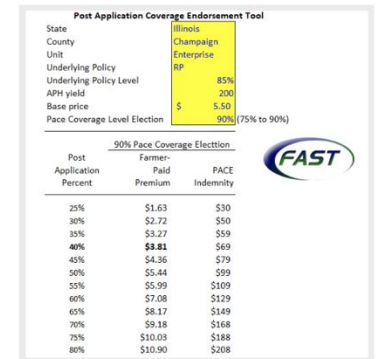 Post Application Coverage Endorsement Tool
State Illinois
County Champaign
Unit Enterprise
Underlying Policy RP
Underlying Policy Level 85%
APH yield 200
Base price $ 5.50
Pace Coverage Level Election 90% (75% to 90%)
90% Pace Coverage Electtion
Post Farmer-
Application Paid PACE
Percent Premium Indemnity
25% $1.63 $30
30% $2.72 $50
35% $3.27 $59
40% $3.81 $69
45% $4.36 $79
50% $5.44 $99
55% $5.99 $109
60% $7.08 $129
65% $8.17 $149
70% $9.18 $168
75% $10.03 $188
80% $10.90 $208
FAST